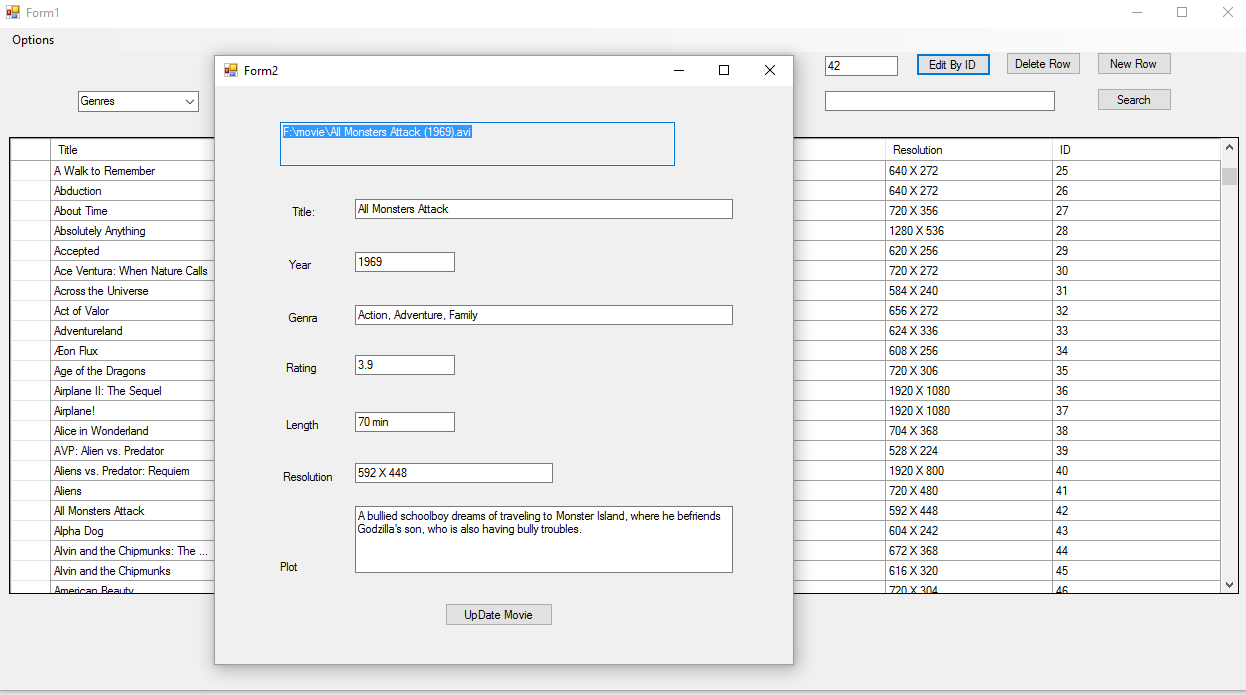 Form1
Options
42
Edit By ID
Delete Row
New Row
Genres
Search
Title
Resolution
ID
A Walk to Remember
640 X 272
25
Abduction
640 X 272
26
About Time
720 X 356
27
Absolutely Anything
1280 X 536
28
Accepted
620 X 256
29
Ace Ventura: When Nature Calls
720 X 272
30
Across the Universe
584 X 240
31
Act of Valor
656 X 272
32
Adventureland
624 X 336
33
Æon Flux
608 X 256
34
Age of the Dragons
720 X 306
35
Airplane II: The Sequel
1920 X 1080
36
Airplane!
1920 X 1080
37
Alice in Wonderland
704 X 368
38
AVP: Alien vs. Predator
528 X 224
39
Aliens vs. Predator: Requiem
1920 X 800
40
Aliens
720 X 480
41
All Monsters Attack
592 X 448
42
Alpha Dog
604 X 242
43
Alvin and the Chipmunks: The ...
672 X 368
44
Alvin and the Chipmunks
616 X 320
45
American Beauty
720 X 304
46
Form2
F:\movie\All Monsters Attack (1969).avi
Title:
All Monsters Attack
Year
1969
Genra
Action, Adventure, Family
Rating
3.9
Length
70 min
Resolution
592 X 448
A bullied schoolboy dreams of traveling to Monster Island, where he befriends
Godzilla's son, who is also having bully troubles.
Plot
UpDate Movie